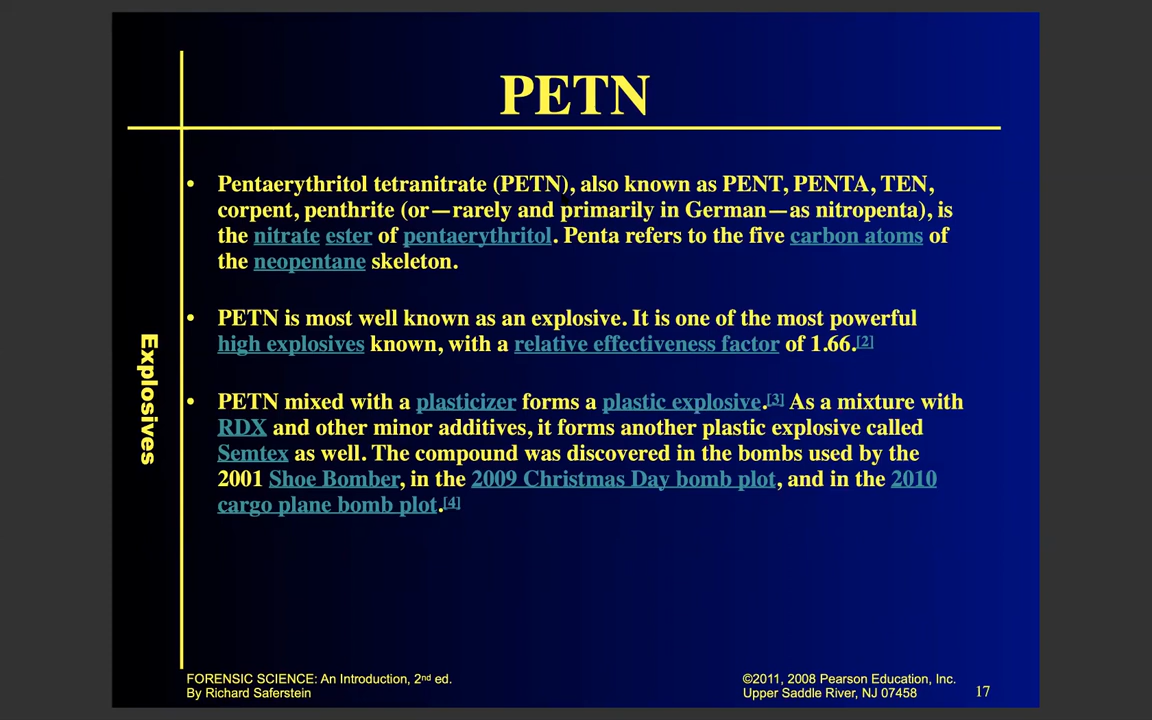 PETN
• Pentaerythritol tetranitrate (PETN), also known as PENT, PENTA, TEN,
corpent, penthrite (or—rarely and primarily in German—as nitropenta), is
the nitrate ester of pentaerythritol. Penta refers to the five carbon atoms of
the neopentane skeleton.
• PETN is most well known as an explosive. It is one of the most powerful
high explosives known, with a relative effectiveness factor of 1.66.[2]
• PETN mixed with a plasticizer forms a plastic explosive.[3] As a mixture with
RDX and other minor additives, it forms another plastic explosive called
Semtex as well. The compound was discovered in the bombs used by the
2001 Shoe Bomber, in the 2009 Christmas Day bomb plot, and in the 2010
cargo plane bomb plot.[4]
Explosives
FORENSIC SCIENCE: An Introduction, 2nd ed.
By Richard Saferstein
©2011, 2008 Pearson Education, Inc.
Upper Saddle River, NJ 07458
17